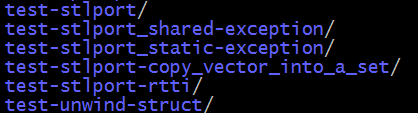 test-stlport/
test-stlport_shared-exception/
test-stlport_static-exception/
test-stlport-copy_vector_into_a_set/
test-stlport-rtti/
test-unwind-struct/